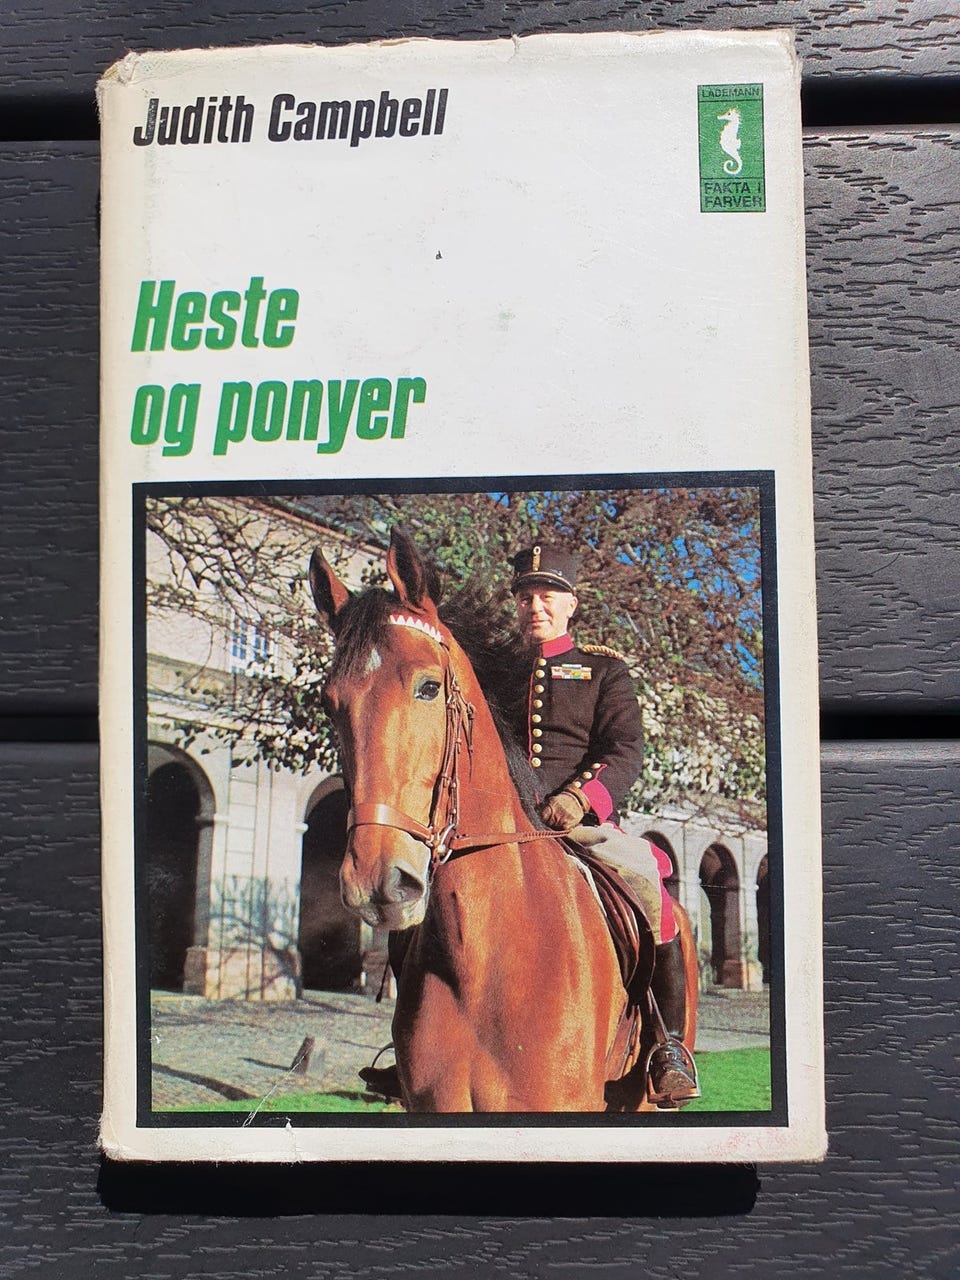 Judith Campbell
LADEMANN
FAKTA I
FARVER
Heste
og ponyer